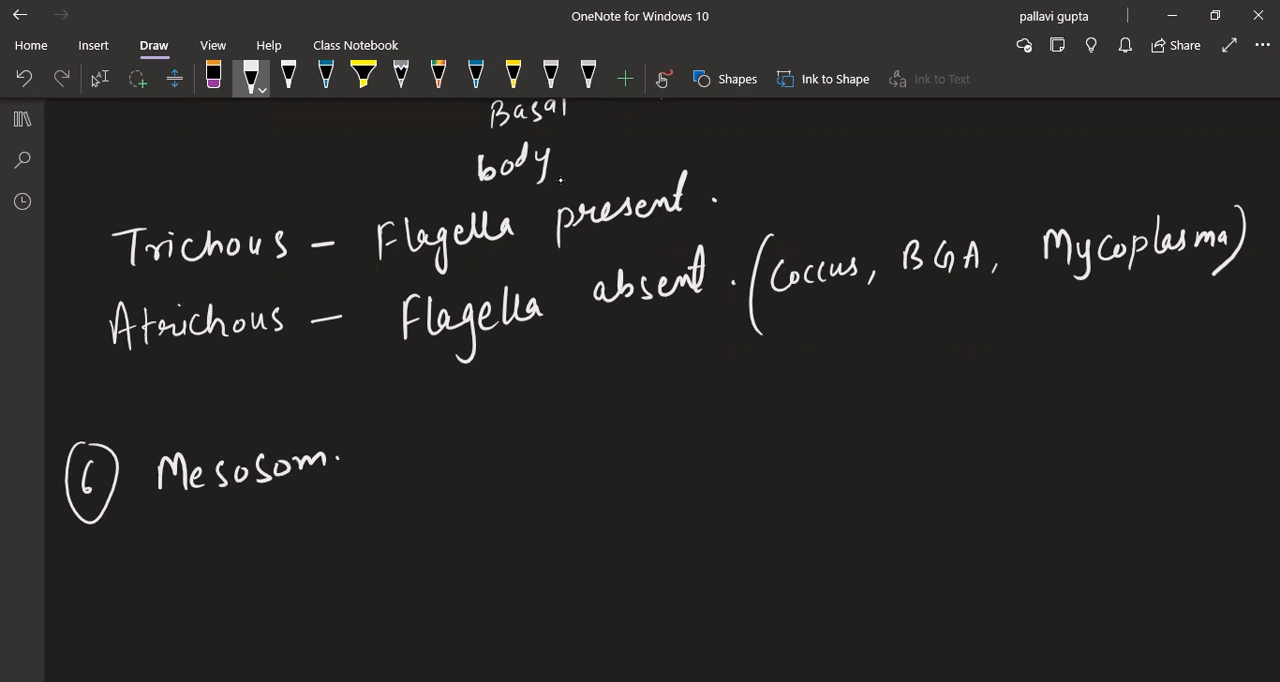 OneNote for Windows 10
pallavi gupta
Home Insert Draw View Help Class Notebook
Share
Shapes Ink to Shape Ink to Text
Basal
body
Trichous - Flagella present.
Atrichous - Flagella absent. (Coccus, BGA, Mycoplasma)
6 Mesosom.